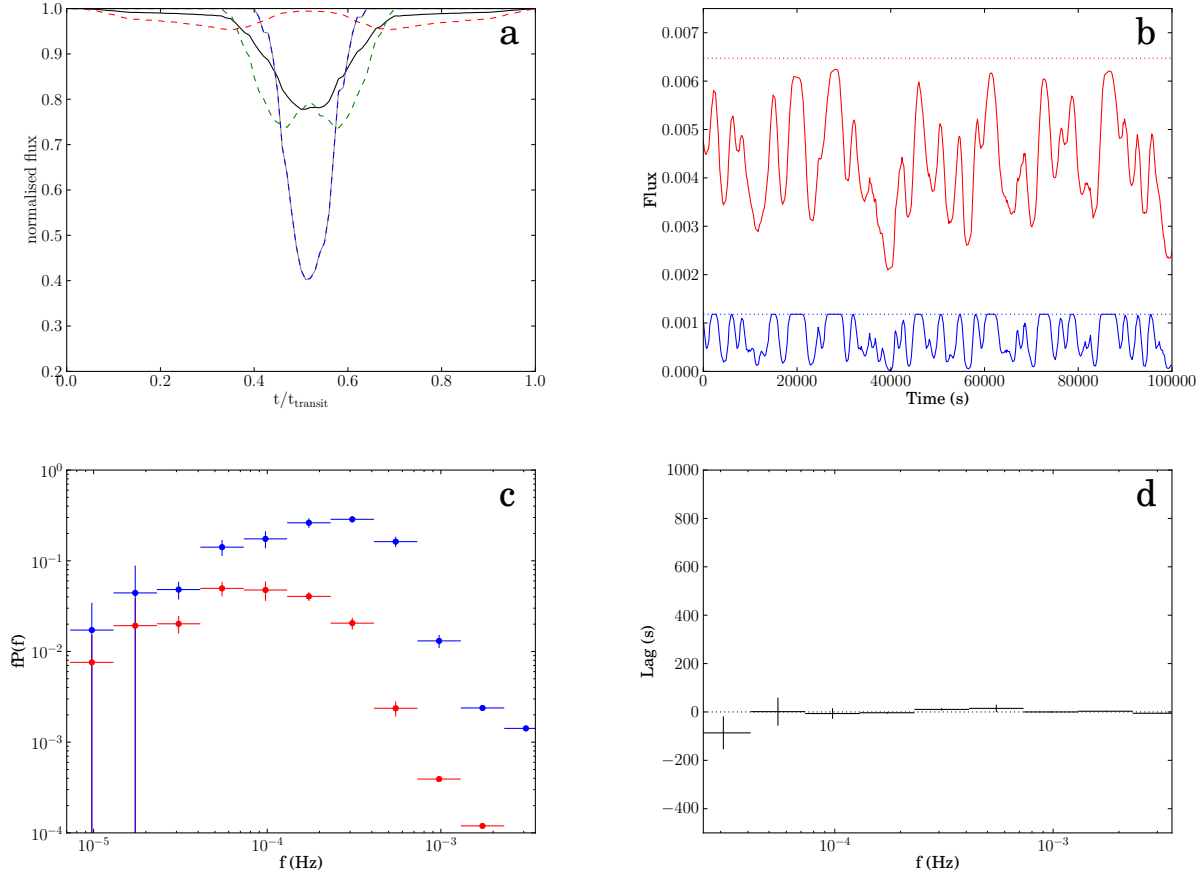 a
1.0
0.9
0.8
0.7
0.6
0.5
0.4
0.3
0.2
normalised flux
0.0 0.2 0.4 0.6 0.8 1.0
t/t_transit
b
0.007
0.006
0.005
0.004
0.003
0.002
0.001
0.000
Flux
0 20000 40000 60000 80000 100000
Time (s)
c
10^0
10^-1
10^-2
10^-3
10^-4
fP(f)
10^-5 10^-4 10^-3
f (Hz)
d
1000
800
600
400
200
0
−200
−400
Lag (s)
10^-4 10^-3
f (Hz)